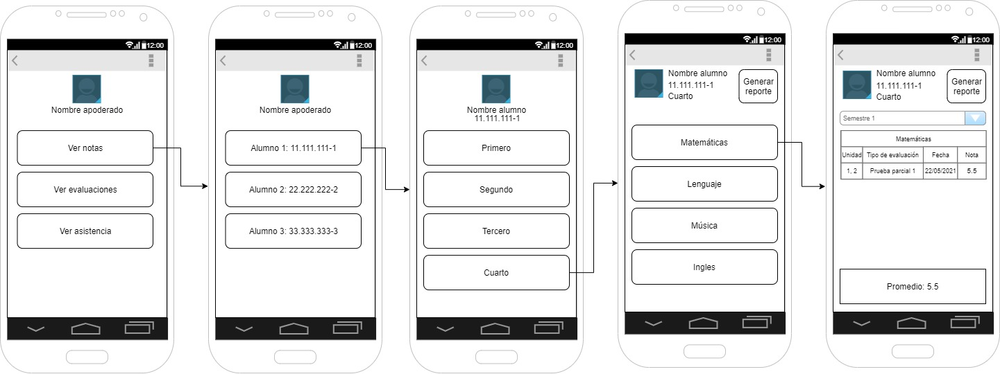 12:00
Nombre apoderado
Ver notas
Ver evaluaciones
Ver asistencia
12:00
Nombre apoderado
Alumno 1: 11.111.111-1
Alumno 2: 22.222.222-2
Alumno 3: 33.333.333-3
12:00
Nombre alumno
11.111.111-1
Primero
Segundo
Tercero
Cuarto
12:00
Nombre alumno
11.111.111-1
Cuarto
Generar
reporte
Matemáticas
Lenguaje
Música
Ingles
12:00
Nombre alumno
11.111.111-1
Cuarto
Generar
reporte
Semestre 1
Matemáticas
Unidad Tipo de evaluación Fecha Nota
1, 2 Prueba parcial 1 22/05/2021 5.5
Promedio: 5.5